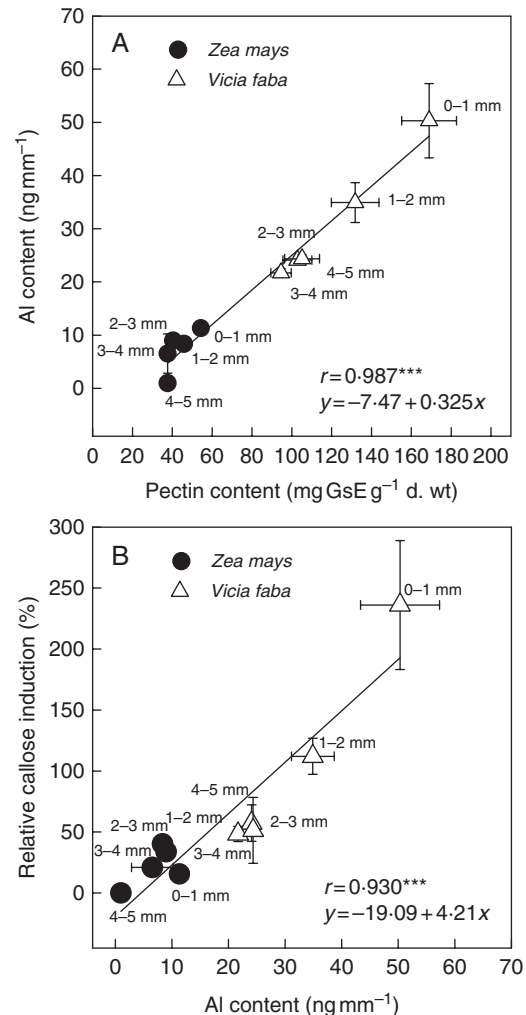 A
Zea mays
Vicia faba
70
60
50
40
30
20
10
0
Al content (ng mm⁻¹)
0–1 mm
1–2 mm
2–3 mm
4–5 mm
3–4 mm
2–3 mm
3–4 mm
0–1 mm
1–2 mm
4–5 mm
r=0·987***
y=−7·47+0·325x
0 20 40 60 80 100 120 140 160 180 200
Pectin content (mg GsE g⁻¹ d. wt)
B
Zea mays
Vicia faba
300
250
200
150
100
50
0
Relative callose induction (%)
0–1 mm
1–2 mm
4–5 mm
1–2 mm
2–3 mm
2–3 mm
3–4 mm
3–4 mm
0–1 mm
4–5 mm
r=0·930***
y=−19·09+4·21x
0 10 20 30 40 50 60
Al content (ng mm⁻¹)